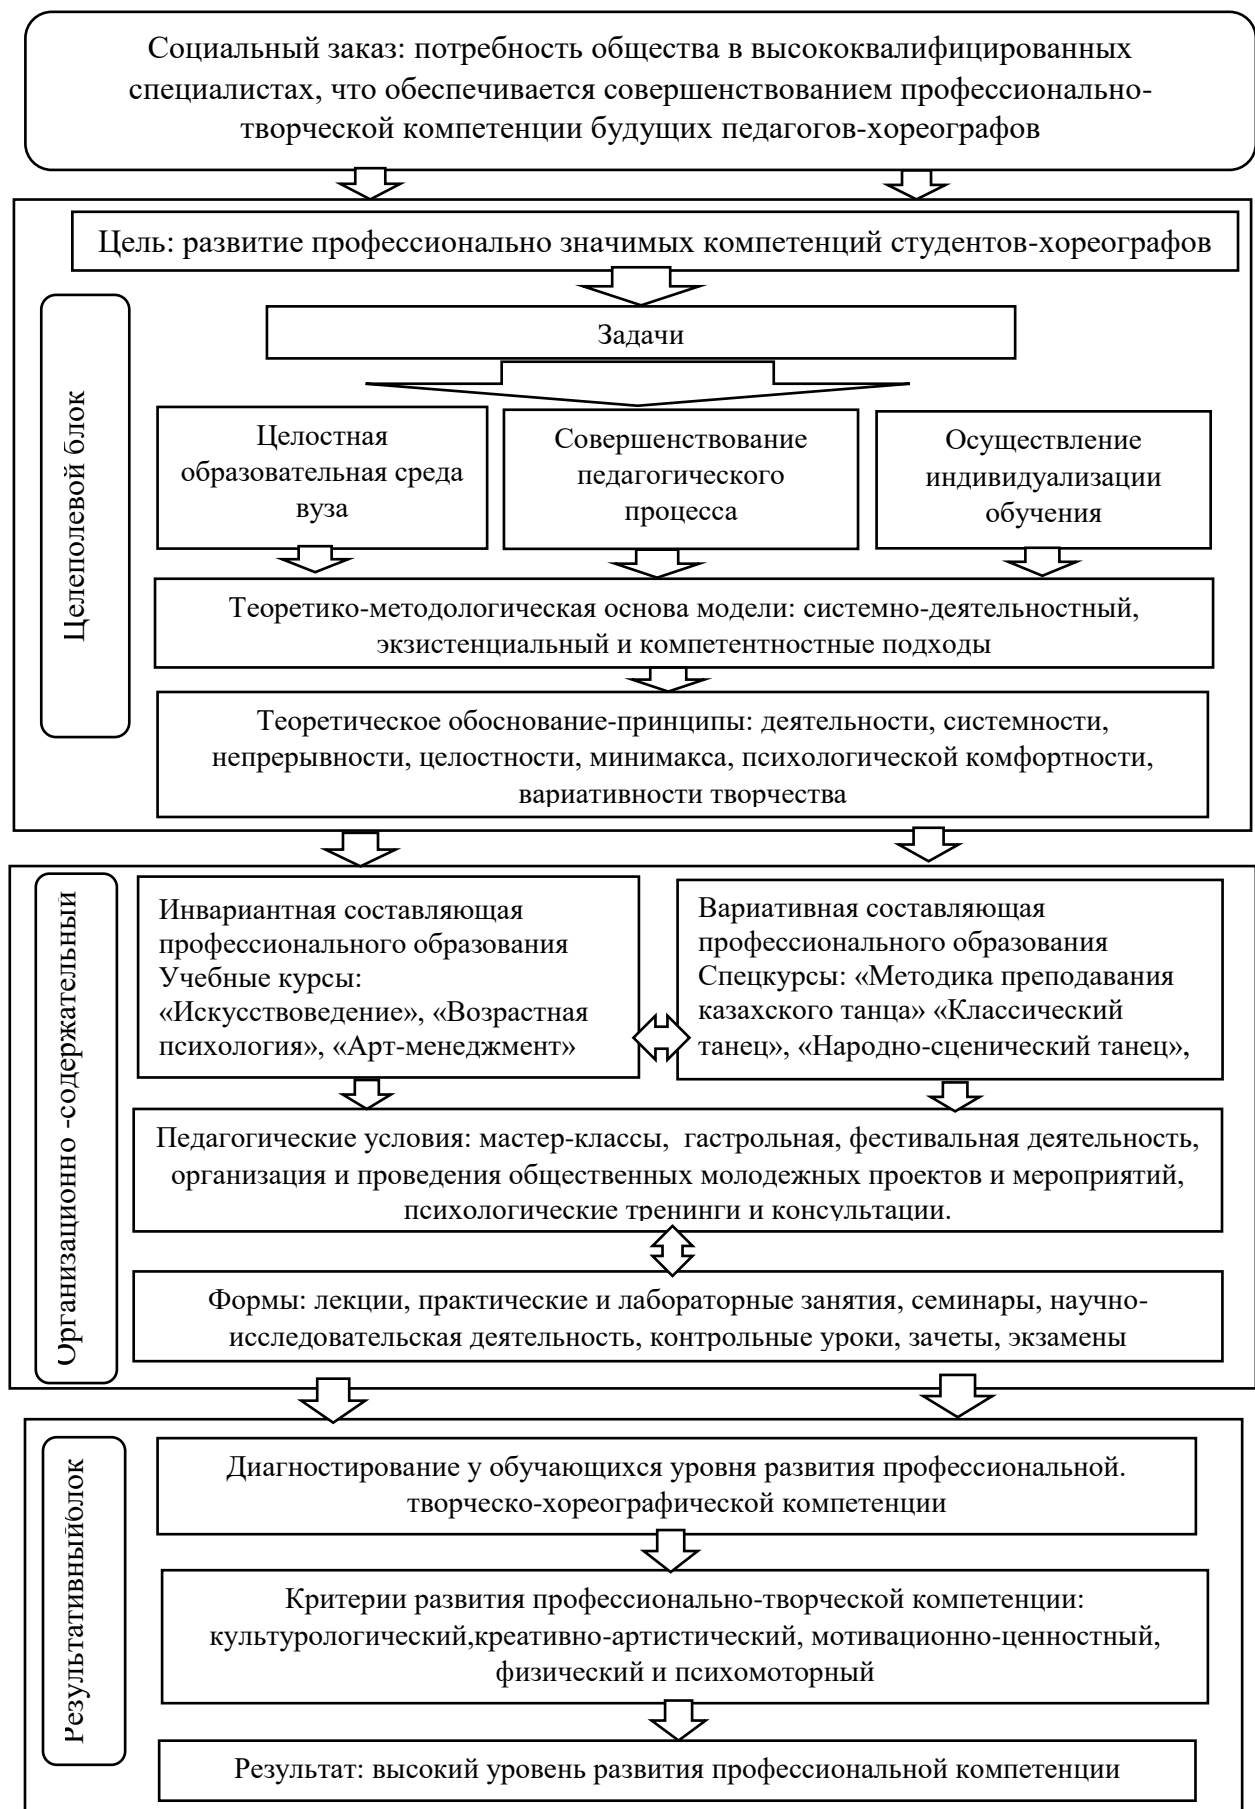 Социальный заказ: потребность общества в высококвалифицированных
специалистах, что обеспечивается совершенствованием профессионально-
творческой компетенции будущих педагогов-хореографов
Цель: развитие профессионально значимых компетенций студентов-хореографов
Целеполевой блок
Задачи
Целостная
образовательная среда
вуза
Совершенствование
педагогического
процесса
Осуществление
индивидуализации
обучения
Теоретико-методологическая основа модели: системно-деятельностный,
экзистенциальный и компетентностные подходы
Теоретическое обоснование-принципы: деятельности, системности,
непрерывности, целостности, минимакса, психологической комфортности,
вариативности творчества
Организационно -содержательный
Инвариантная составляющая
профессионального образования
Учебные курсы:
«Искусствоведение», «Возрастная
психология», «Арт-менеджмент»
Вариативная составляющая
профессионального образования
Спецкурсы: «Методика преподавания
казахского танца» «Классический
танец», «Народно-сценический танец»,
Педагогические условия: мастер-классы, гастрольная, фестивальная деятельность,
организация и проведения общественных молодежных проектов и мероприятий,
психологические тренинги и консультации.
Формы: лекции, практические и лабораторные занятия, семинары, научно-
исследовательская деятельность, контрольные уроки, зачеты, экзамены
Результативныйблок
Диагностирование у обучающихся уровня развития профессиональной.
творческо-хореографической компетенции
Критерии развития профессионально-творческой компетенции:
культурологический,креативно-артистический, мотивационно-ценностный,
физический и психомоторный
Результат: высокий уровень развития профессиональной компетенции